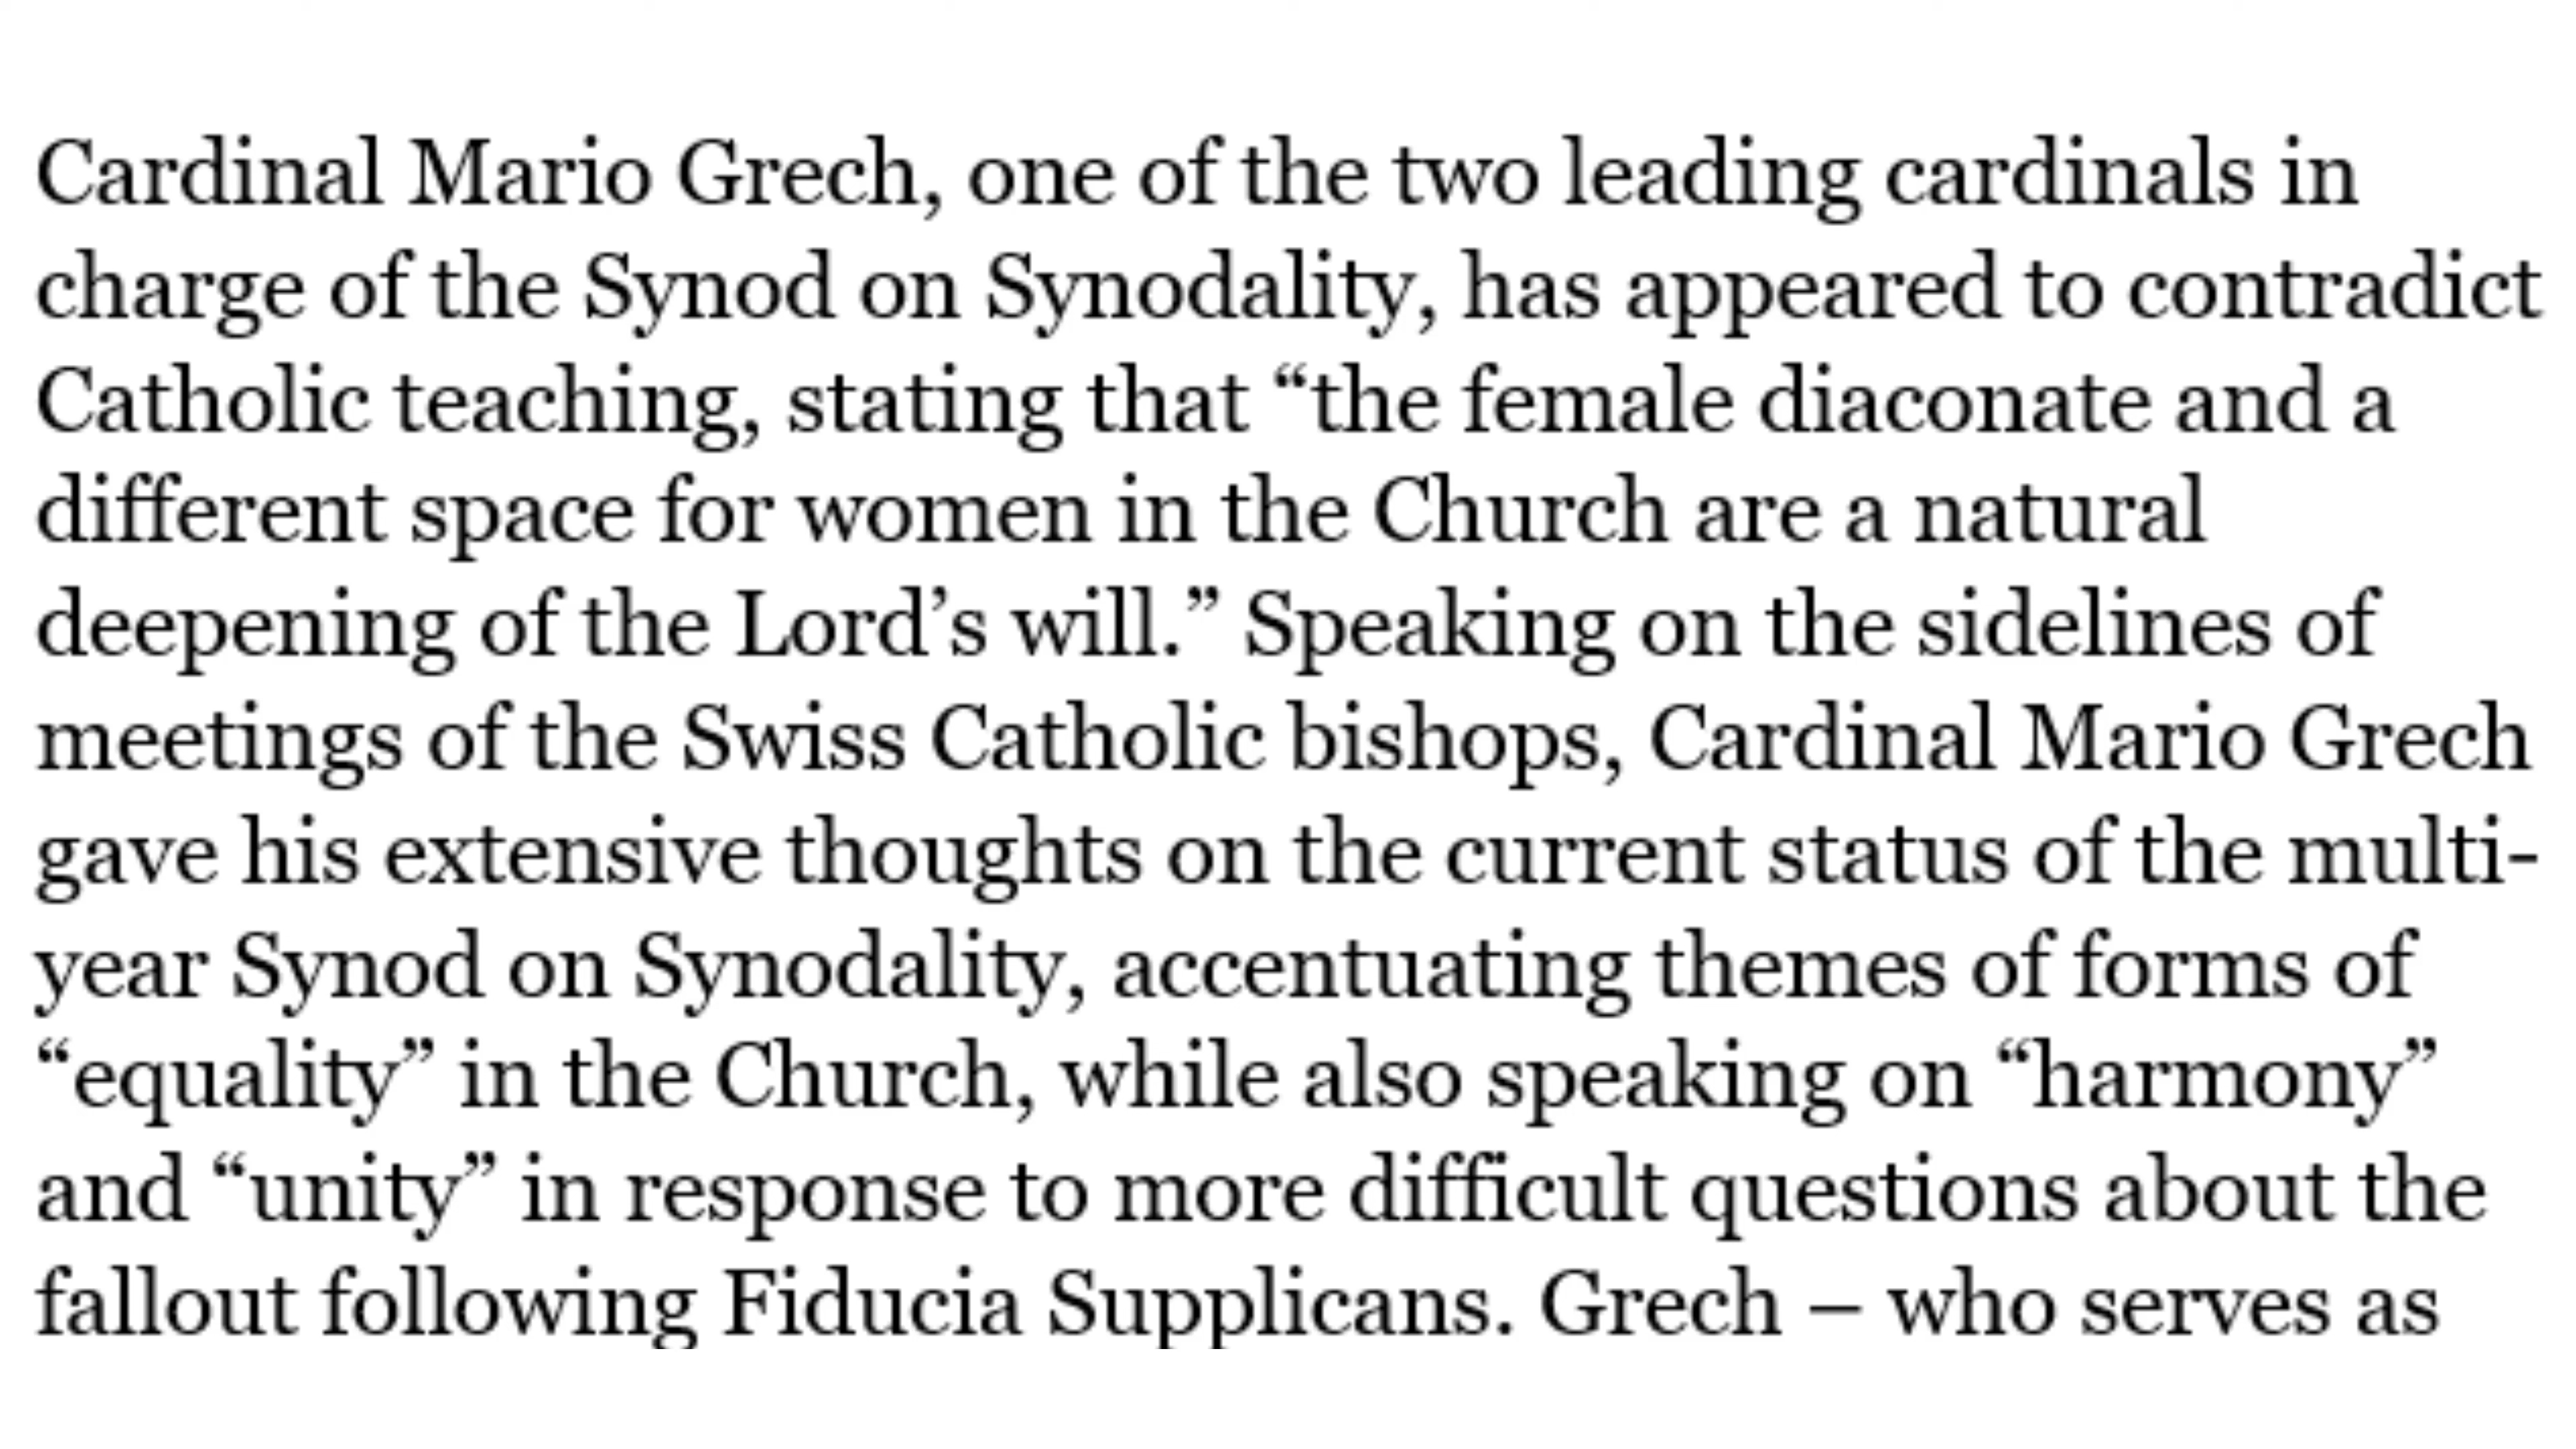 Cardinal Mario Grech, one of the two leading cardinals in
charge of the Synod on Synodality, has appeared to contradict
Catholic teaching, stating that “the female diaconate and a
different space for women in the Church are a natural
deepening of the Lord’s will.” Speaking on the sidelines of
meetings of the Swiss Catholic bishops, Cardinal Mario Grech
gave his extensive thoughts on the current status of the multi-
year Synod on Synodality, accentuating themes of forms of
“equality” in the Church, while also speaking on “harmony”
and “unity” in response to more difficult questions about the
fallout following Fiducia Supplicans. Grech – who serves as